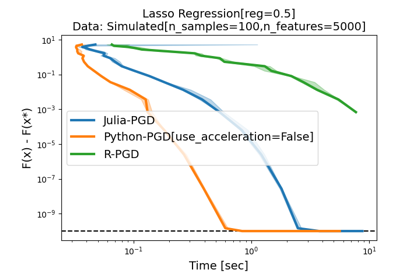 Lasso Regression[reg=0.5]
Data: Simulated[n_samples=100,n_features=5000]
10¹
10⁻¹
10⁻³
10⁻⁵
10⁻⁷
10⁻⁹
F(x) - F(x*)
Julia-PGD
Python-PGD[use_acceleration=False]
R-PGD
10⁻¹
10⁰
10¹
Time [sec]